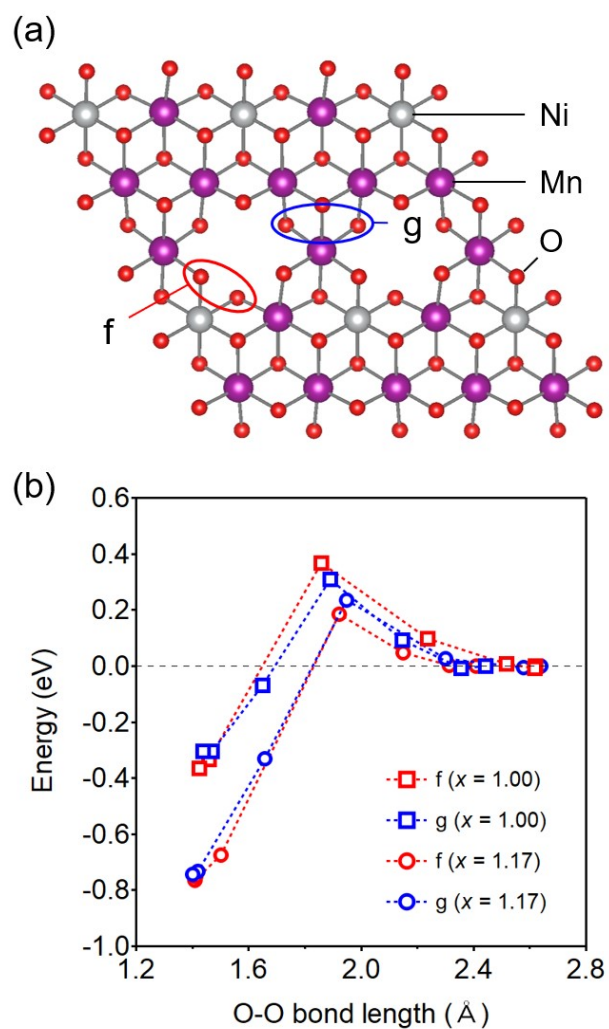 (a)
Ni
Mn
g
O
f
(b)
0.6
0.4
0.2
0.0
-0.2
-0.4
-0.6
-0.8
-1.0
Energy (eV)
f (x = 1.00)
g (x = 1.00)
f (x = 1.17)
g (x = 1.17)
1.2 1.6 2.0 2.4 2.8
O-O bond length (Å)